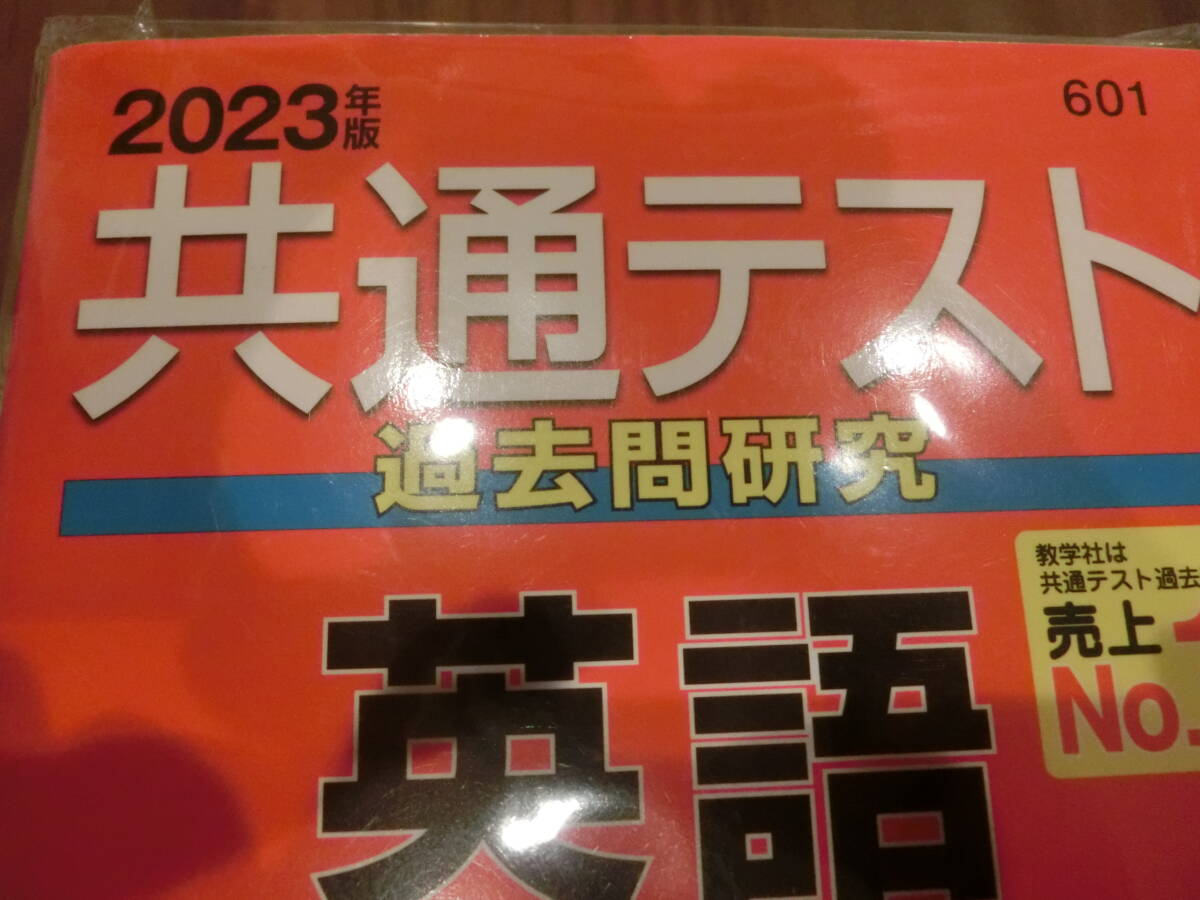 2023年版
601
共通テスト
過去問研究
英語
教学社は
共通テスト過去
売上
No.